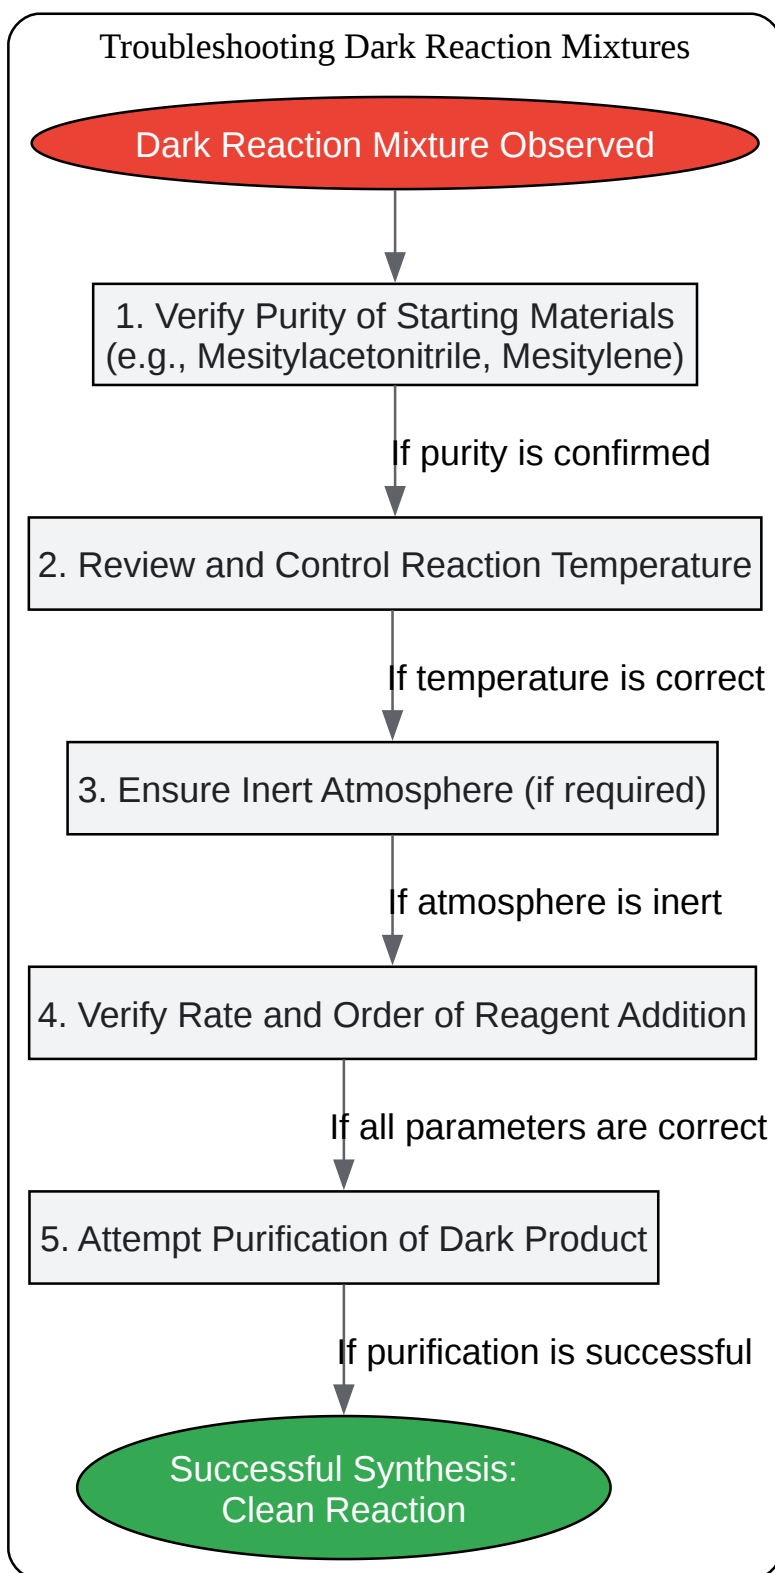 Troubleshooting Dark Reaction Mixtures
Dark Reaction Mixture Observed
1. Verify Purity of Starting Materials
(e.g., Mesitylacetonitrile, Mesitylene)
If purity is confirmed
2. Review and Control Reaction Temperature
If temperature is correct
3. Ensure Inert Atmosphere (if required)
If atmosphere is inert
4. Verify Rate and Order of Reagent Addition
If all parameters are correct
5. Attempt Purification of Dark Product
If purification is successful
Successful Synthesis:
Clean Reaction